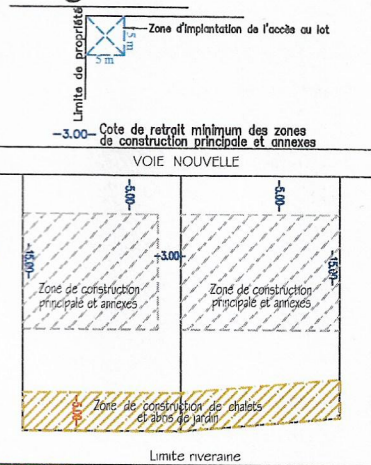 Limite de propriété
Zone d'implantation de l'accès au lot
5 m
5 m
-3.00- Cote de retrait minimum des zones
de construction principale et annexes
VOIE NOUVELLE
-5.00-
-5.00-
-15.00-
-3.00
-15.00-
Zone de construction
principale et annexes
Zone de construction
principale et annexes
-5.00-
Zone de construction de chalets
et abris de jardin
Limite riveraine